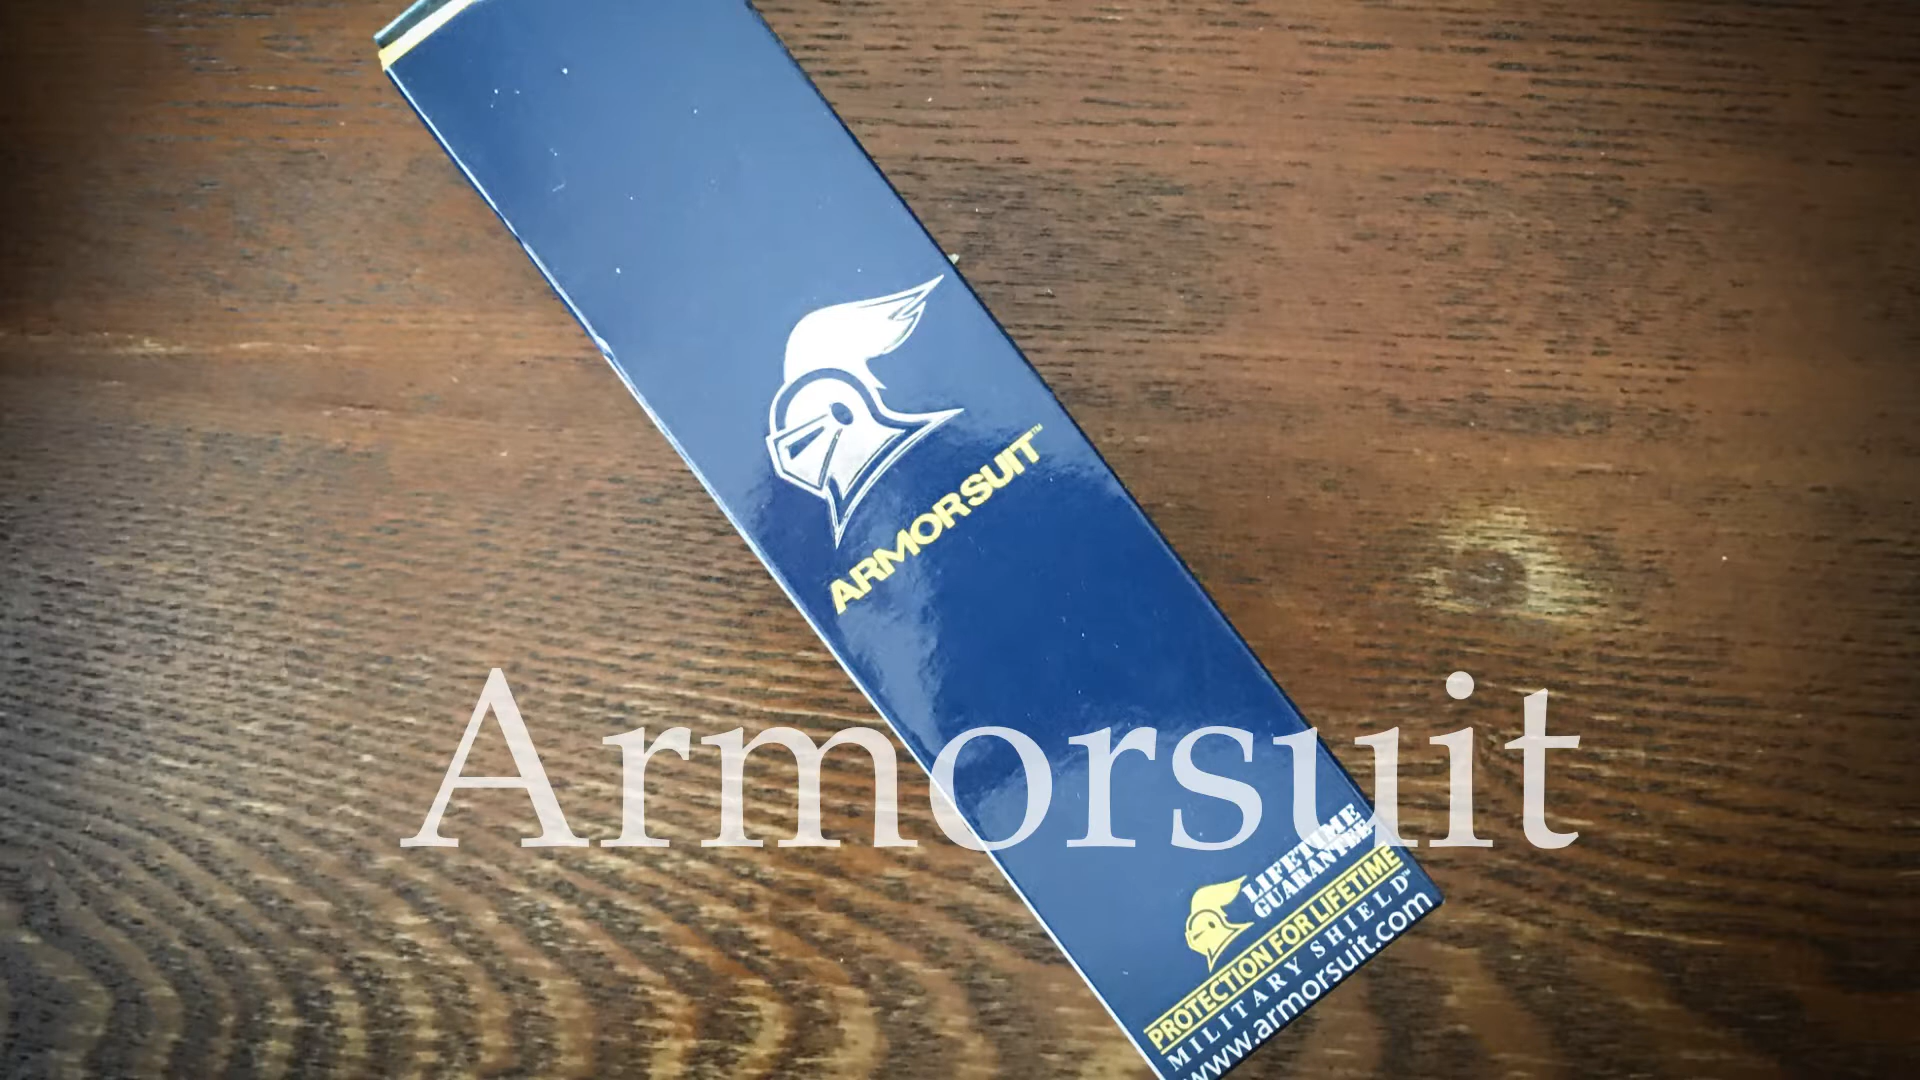 ARMORSUIT™
Armorsuit
LIFETIME
GUARANTEE
PROTECTION FOR LIFETIME
MILITARY SHIELD™
www.armorsuit.com